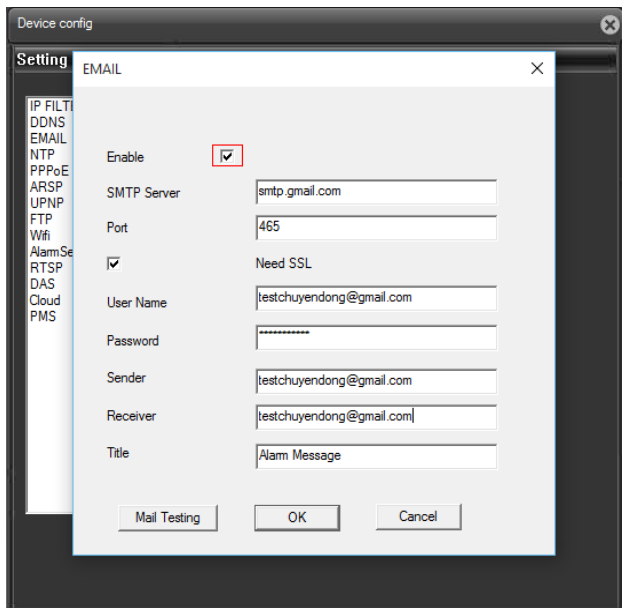 Device config
Setting
EMAIL
IP FILT
DDNS
EMAIL
NTP
PPPoE
ARSP
UPNP
FTP
Wifi
AlarmSe
RTSP
DAS
Cloud
PMS
Enable
SMTP Server smtp.gmail.com
Port 465
Need SSL
User Name testchuyendong@gmail.com
Password ***********
Sender testchuyendong@gmail.com
Receiver testchuyendong@gmail.com
Title Alarm Message
Mail Testing OK Cancel